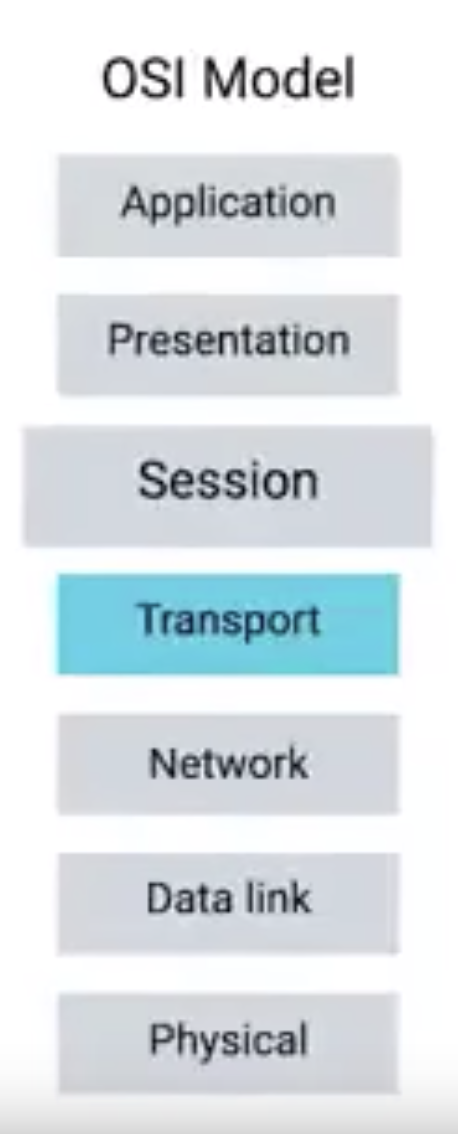 OSI Model
Application
Presentation
Session
Transport
Network
Data link
Physical